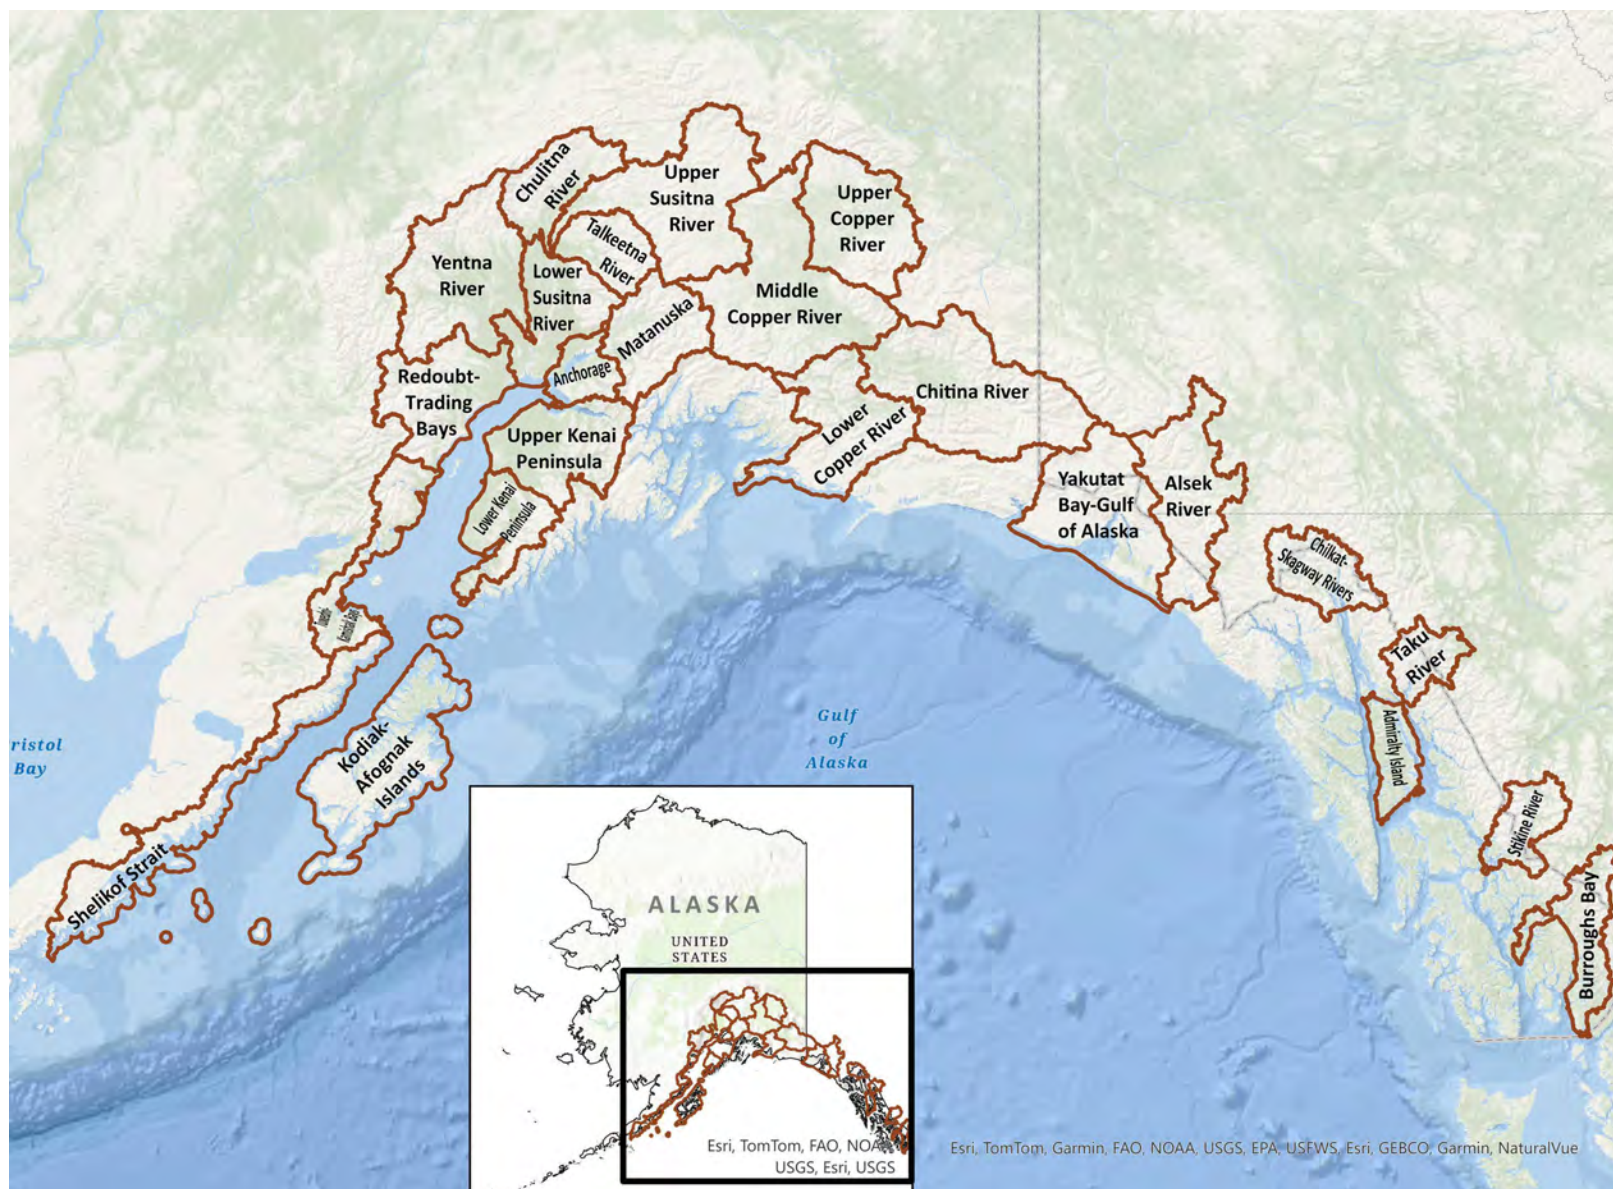 Chulitna
River
Upper
Susitna
River
Upper
Copper
River
Talkeetna
River
Yentna
River
Lower
Susitna
River
Middle
Copper River
Matanuska
Anchorage
Redoubt-
Trading
Bays
Chitina River
Lower
Copper River
Upper Kenai
Peninsula
Lower Kenai
Peninsula
Yakutat
Bay-Gulf
of Alaska
Alsek
River
Chilkat-
Skagway Rivers
Taku
River
Kamishak Bays
Admiralty Island
Kodiak-
Afognak
Islands
ristol
Bay
Gulf
of
Alaska
Shelikof Strait
Stikine River
Burroughs Bay
ALASKA
UNITED
STATES
Esri, TomTom, FAO, NOAA
USGS, Esri, USGS
Esri, TomTom, Garmin, FAO, NOAA, USGS, EPA, USFWS, Esri, GEBCO, Garmin, NaturalVue